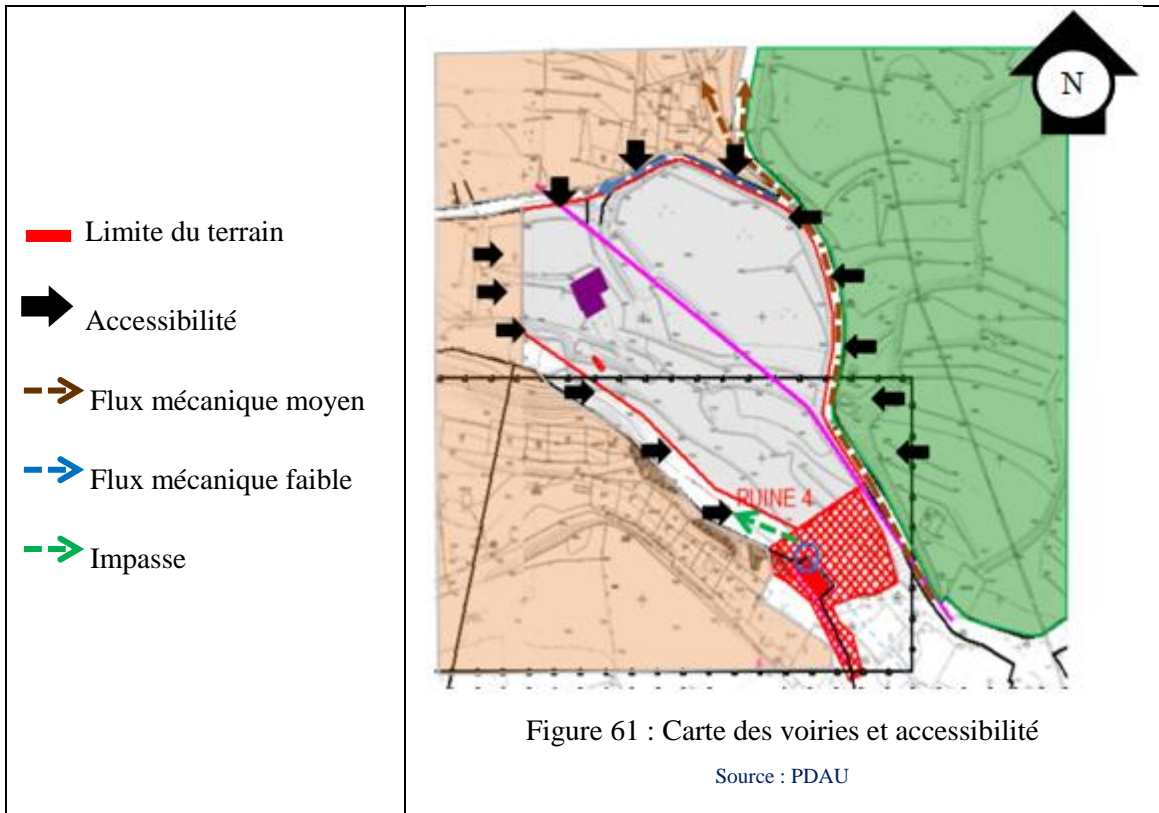 Limite du terrain
Accessibilité
Flux mécanique moyen
Flux mécanique faible
Impasse
N
RUINE 4
Figure 61 : Carte des voiries et accessibilité
Source : PDAU